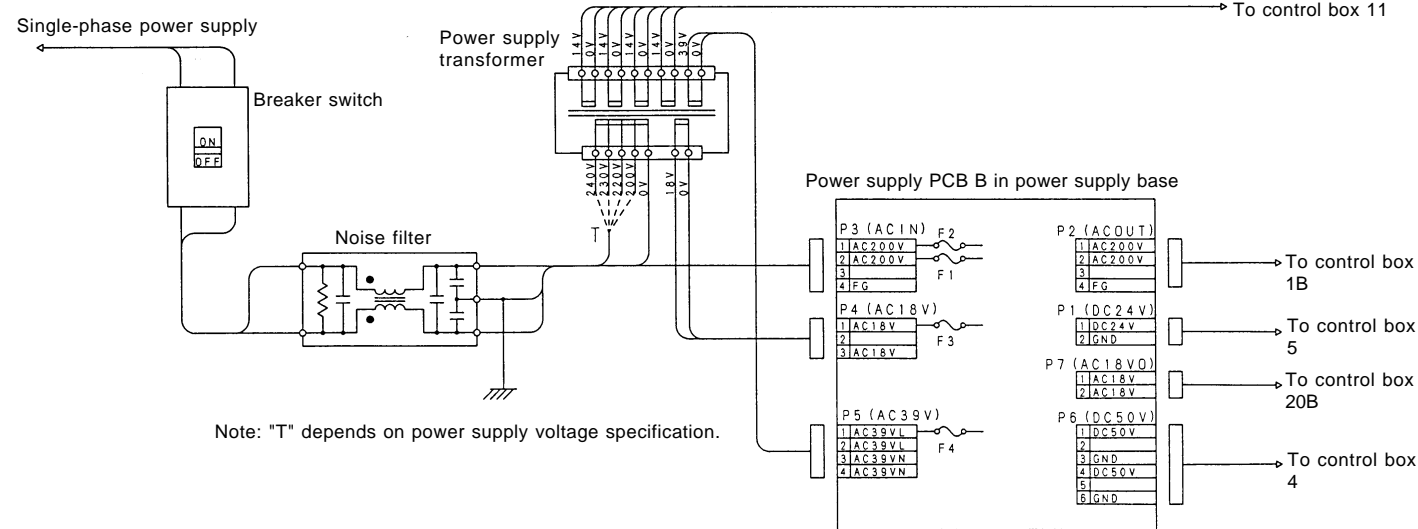 Single-phase power supply
Breaker switch
ON
OFF
Power supply
transformer
14V
0V
14V
0V
14V
0V
14V
0V
39V
0V
To control box 11
240V
230V
220V
200V
0V
18V
0V
T
Noise filter
Note: "T" depends on power supply voltage specification.
Power supply PCB B in power supply base
P3 (ACIN)
1 AC200V
2 AC200V
3
4 FG
F2
F1
P4 (AC18V)
1 AC18V
2
3 AC18V
F3
P5 (AC39V)
1 AC39VL
2 AC39VL
3 AC39VN
4 AC39VN
F4
P2 (ACOUT)
1 AC200V
2 AC200V
3
4 FG
To control box
1B
P1 (DC24V)
1 DC24V
2 GND
To control box
5
P7 (AC18VO)
1 AC18V
2 AC18V
To control box
20B
P6 (DC50V)
1 DC50V
2
3 GND
4 DC50V
5
6 GND
To control box
4